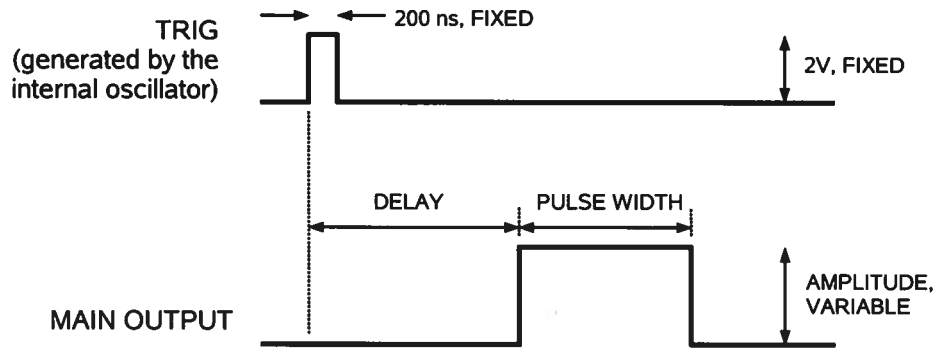 200 ns, FIXED
TRIG
(generated by the
internal oscillator)
2V, FIXED
DELAY
PULSE WIDTH
AMPLITUDE,
VARIABLE
MAIN OUTPUT